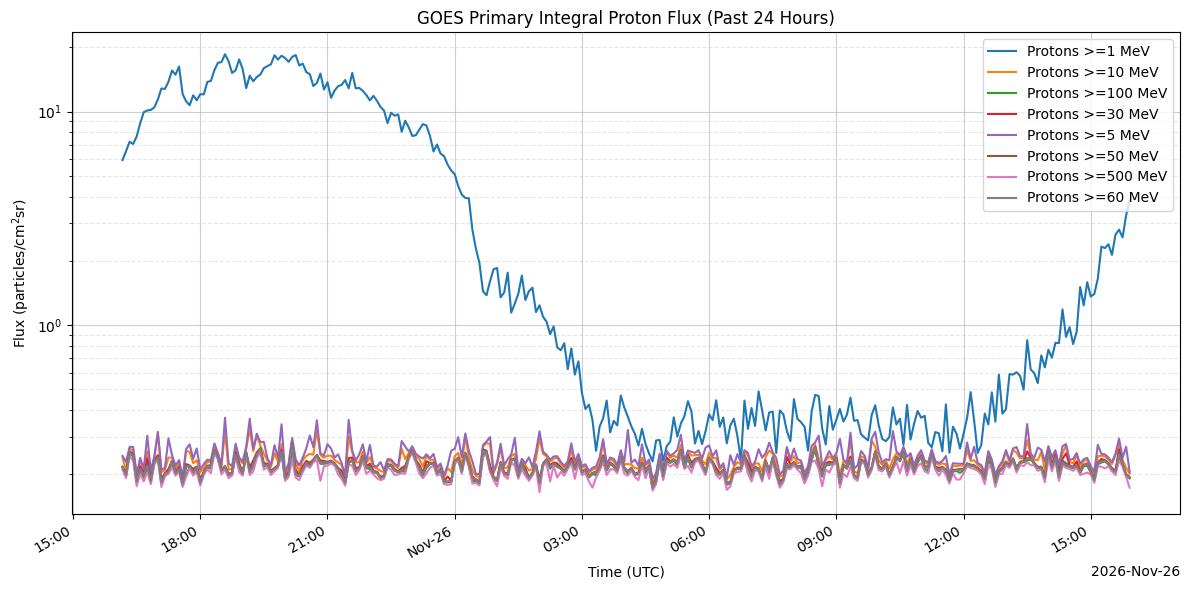 GOES Primary Integral Proton Flux (Past 24 Hours)
Protons >=1 MeV
Protons >=10 MeV
Protons >=100 MeV
Protons >=30 MeV
Protons >=5 MeV
Protons >=50 MeV
Protons >=500 MeV
Protons >=60 MeV
Flux (particles/cm²sr)
10¹
10⁰
15:00
18:00
21:00
Nov-26
03:00
06:00
09:00
12:00
15:00
Time (UTC)
2026-Nov-26